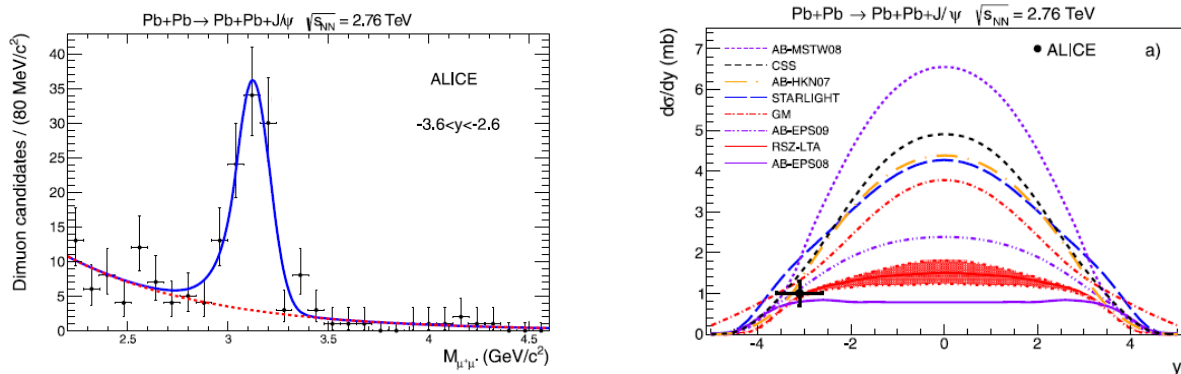 Pb+Pb→ Pb+Pb+J/ψ √sNN = 2.76 TeV
Dimuon candidates / (80 MeV/c²)
40
35
30
25
20
15
10
5
0
ALICE
-3.6<y<-2.6
2.5 3 3.5 4 4.5
Mμ⁺μ⁻ (GeV/c²)
Pb+Pb → Pb+Pb+J/ψ √sNN = 2.76 TeV
dσ/dy (mb)
7
6
5
4
3
2
1
0
AB-MSTW08
CSS
AB-HKN07
STARLIGHT
GM
AB-EPS09
RSZ-LTA
AB-EPS08
ALICE
a)
-4 -2 0 2 4
y